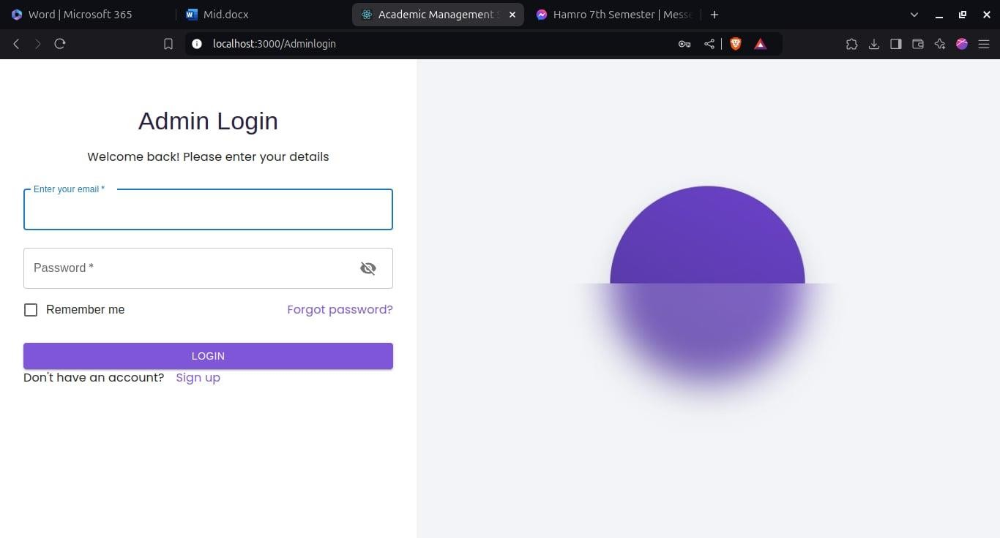 Word | Microsoft 365
Mid.docx
Academic Management S
Hamro 7th Semester | Messe
localhost:3000/Adminlogin
Admin Login
Welcome back! Please enter your details
Enter your email *
Password *
Remember me
Forgot password?
LOGIN
Don't have an account? Sign up